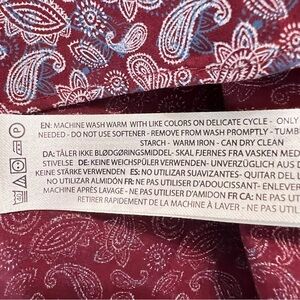 EN: MACHINE WASH WARM WITH LIKE COLORS ON DELICATE CYCLE - ONLY
NEEDED - DO NOT USE SOFTENER - REMOVE FROM WASH PROMPTLY - TUMB
STARCH - WARM IRON - CAN DRY CLEAN
DA: TÅLER IKKE BLØDGØRINGSMIDDEL - SKAL FJERNES FRA VASKEN MED
STIVELSE DE: KEINE WEICHSPÜLER VERWENDEN - UNVERZÜGLICH AUS D
KEINE STÄRKE VERWENDEN ES: NO UTILIZAR SUAVIZANTES - QUITAR DEL L
NO UTILIZAR ALMIDÓN FR: NE PAS UTILISER D'ADOUCISSANT - ENLEVER
MACHINE APRÈS LAVAGE - NE PAS UTILISER D'AMIDON FR-CA: NE PAS UTI
RETIRER RAPIDEMENT DE LA MACHINE À LAVER - NE PAS UTIL